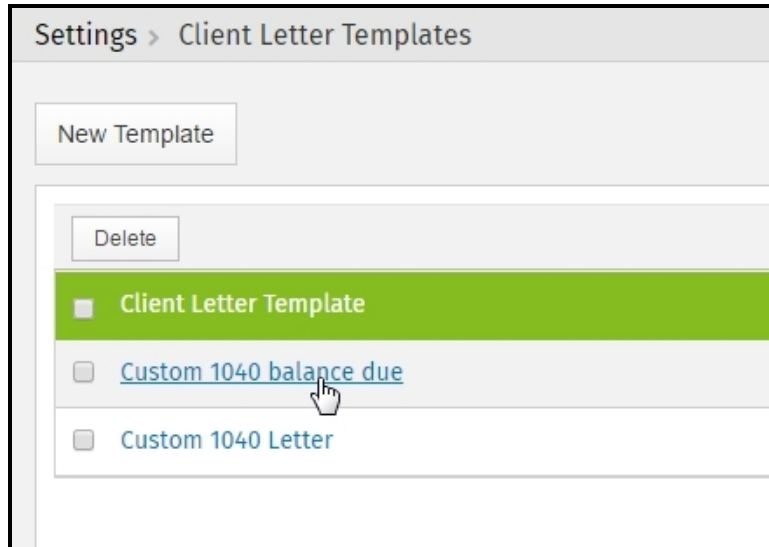 Settings > Client Letter Templates
New Template
Delete
Client Letter Template
Custom 1040 balance due
Custom 1040 Letter